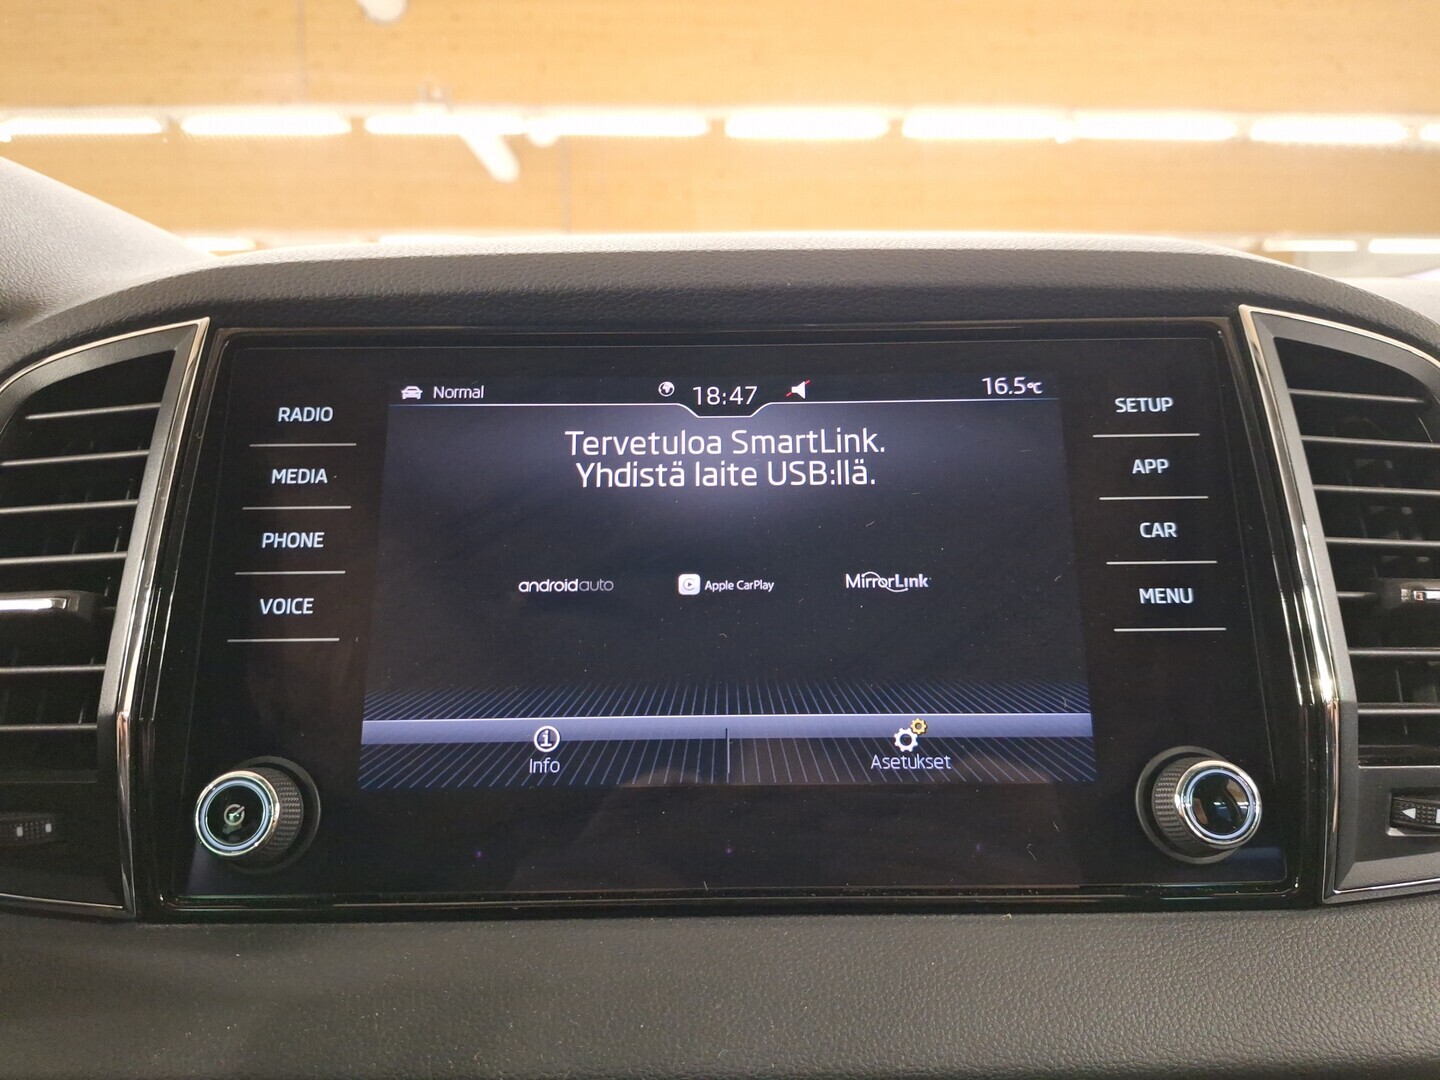 Normal
18:47
16.5°C
RADIO
MEDIA
PHONE
VOICE
Tervetuloa SmartLink.
Yhdistä laite USB:llä.
androidauto
Apple CarPlay
MirrorLink
Info
Asetukset
SETUP
APP
CAR
MENU